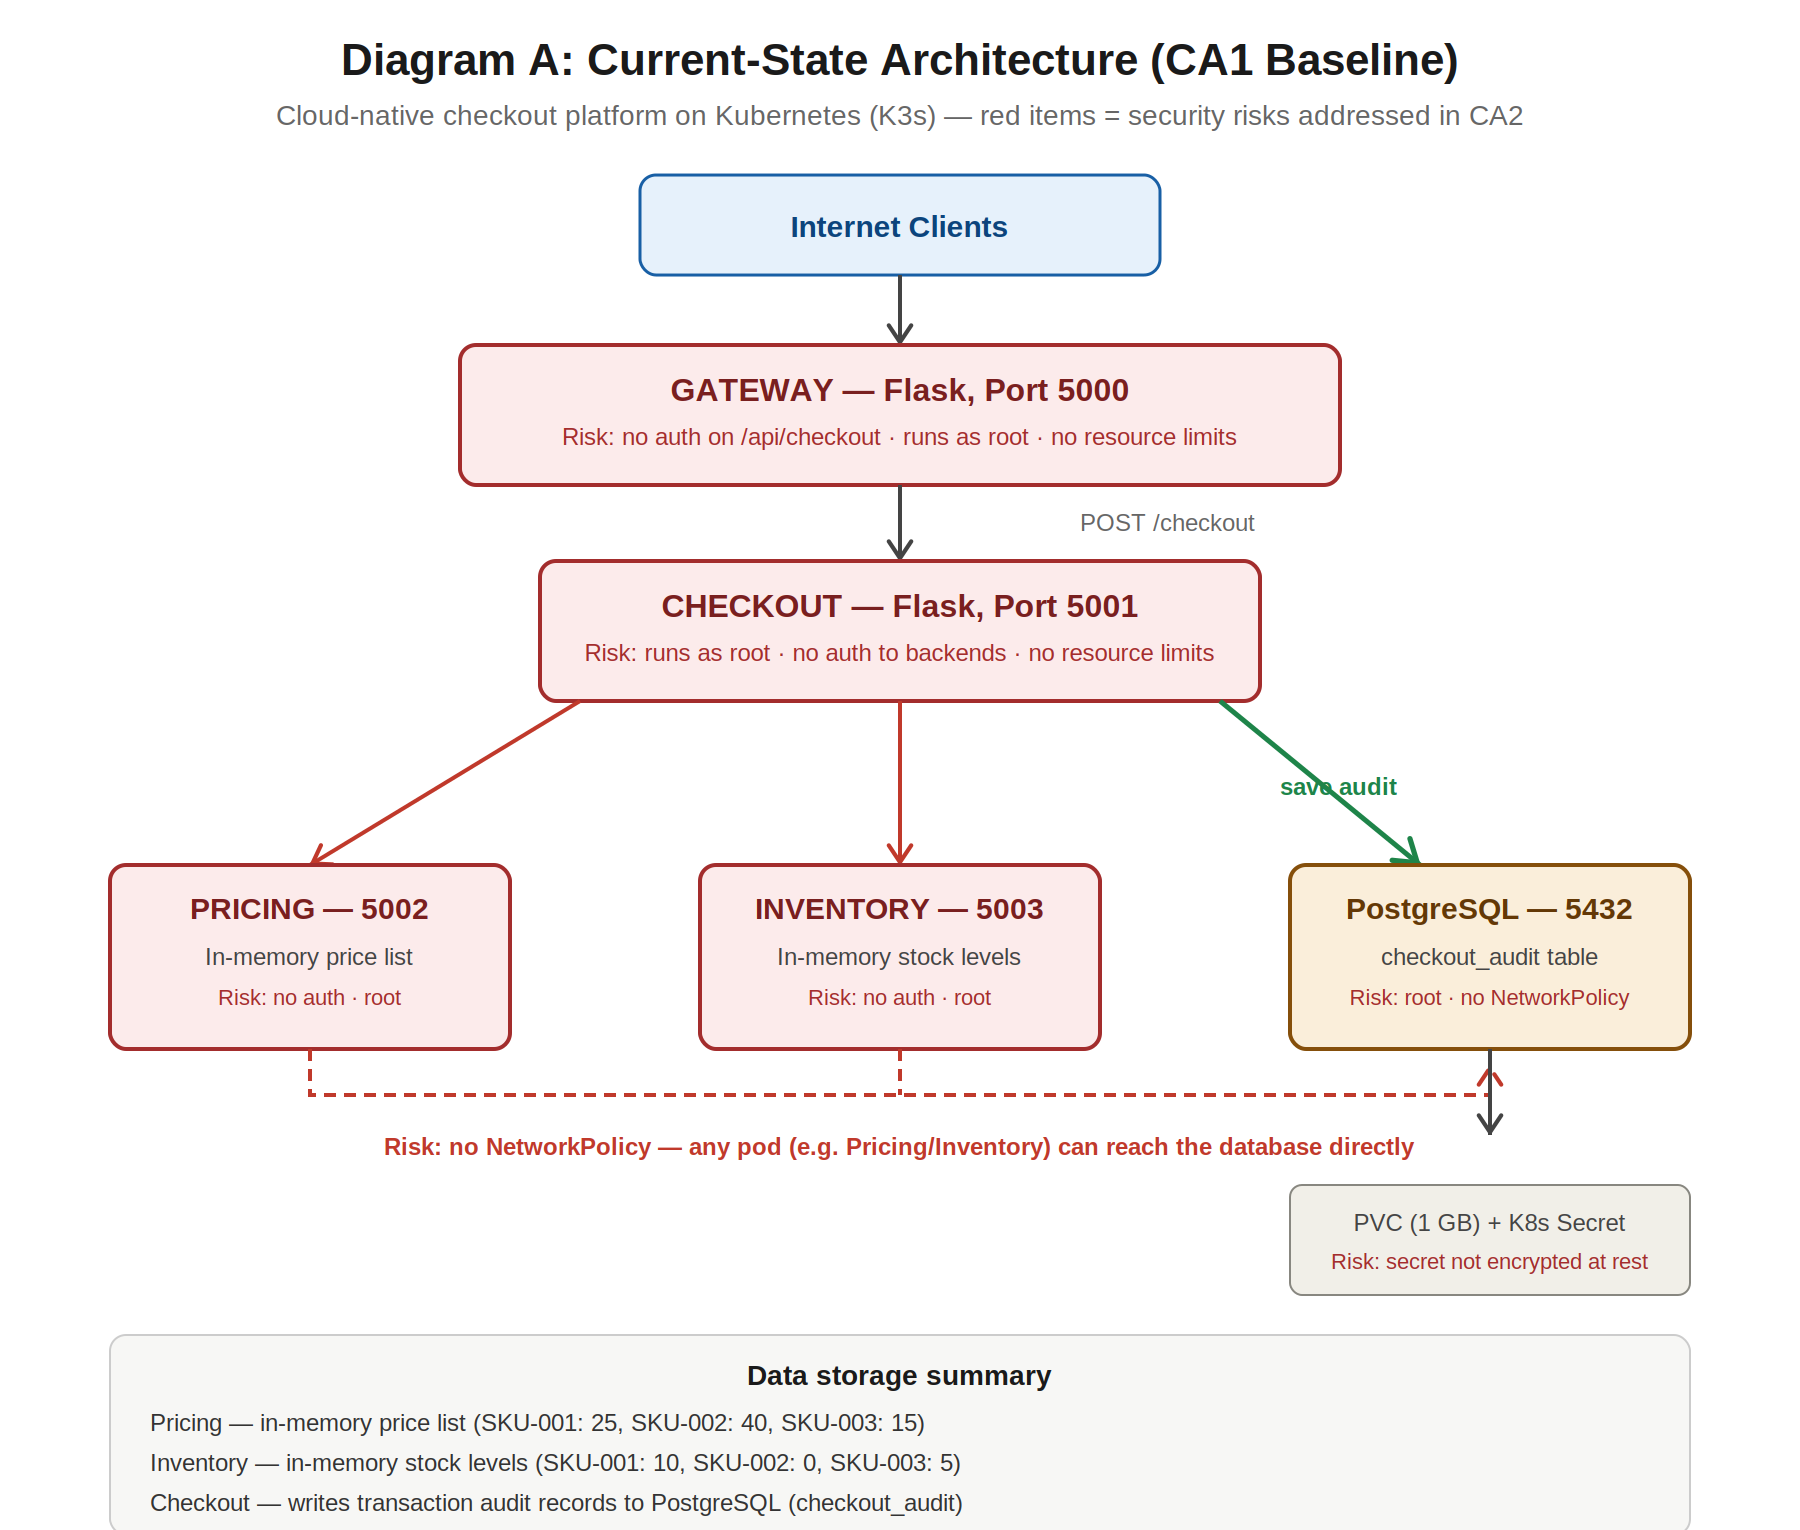 Diagram A: Current-State Architecture (CA1 Baseline)
Cloud-native checkout platform on Kubernetes (K3s) — red items = security risks addressed in CA2
Internet Clients
GATEWAY — Flask, Port 5000
Risk: no auth on /api/checkout · runs as root · no resource limits
POST /checkout
CHECKOUT — Flask, Port 5001
Risk: runs as root · no auth to backends · no resource limits
save audit
PRICING — 5002
In-memory price list
Risk: no auth · root
INVENTORY — 5003
In-memory stock levels
Risk: no auth · root
PostgreSQL — 5432
checkout_audit table
Risk: root · no NetworkPolicy
Risk: no NetworkPolicy — any pod (e.g. Pricing/Inventory) can reach the database directly
PVC (1 GB) + K8s Secret
Risk: secret not encrypted at rest
Data storage summary
Pricing — in-memory price list (SKU-001: 25, SKU-002: 40, SKU-003: 15)
Inventory — in-memory stock levels (SKU-001: 10, SKU-002: 0, SKU-003: 5)
Checkout — writes transaction audit records to PostgreSQL (checkout_audit)